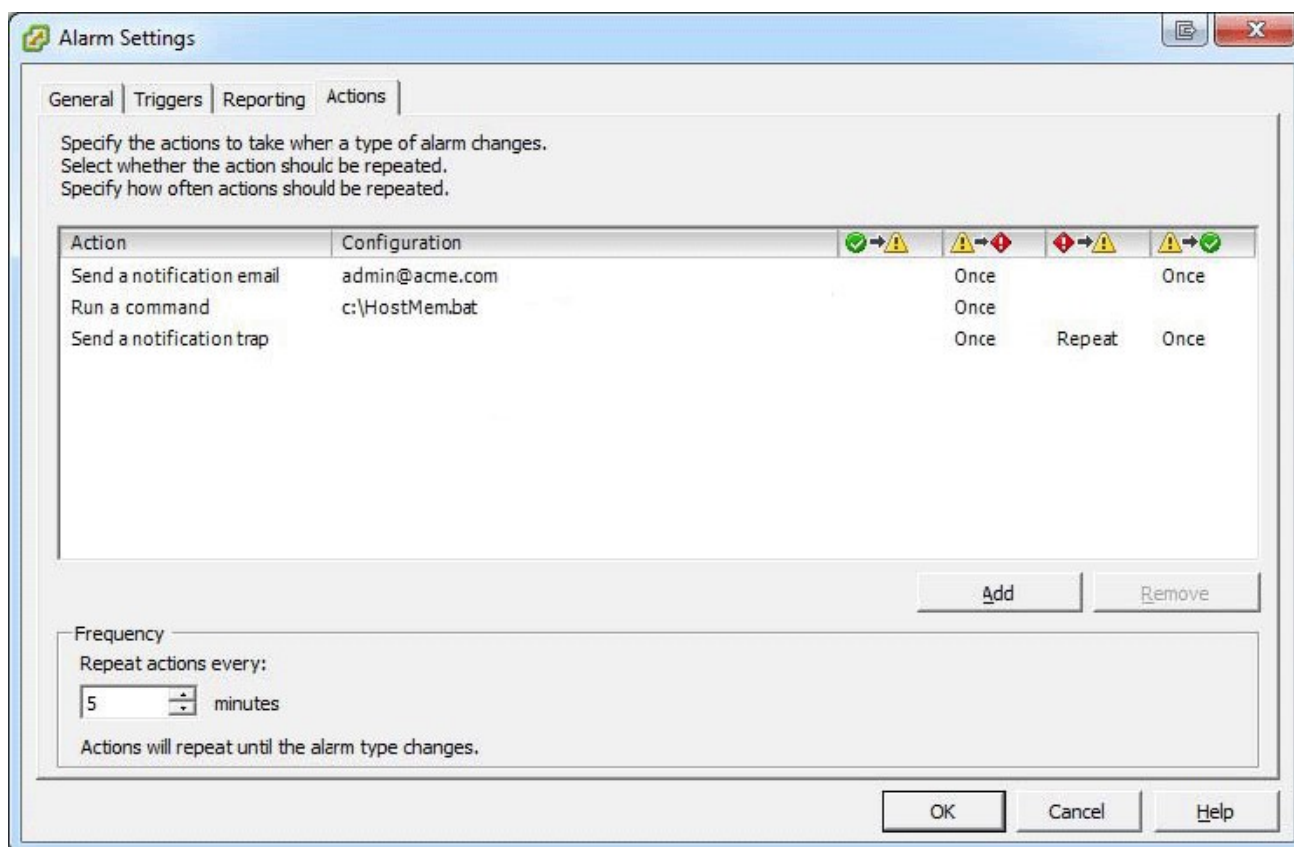 Alarm Settings
General Triggers Reporting Actions
Specify the actions to take when a type of alarm changes.
Select whether the action should be repeated.
Specify how often actions should be repeated.
Action Configuration
Send a notification email admin@acme.com Once Once
Run a command c:\HostMem.bat Once
Send a notification trap Once Repeat Once
Add Remove
Frequency
Repeat actions every:
5 minutes
Actions will repeat until the alarm type changes.
OK Cancel Help